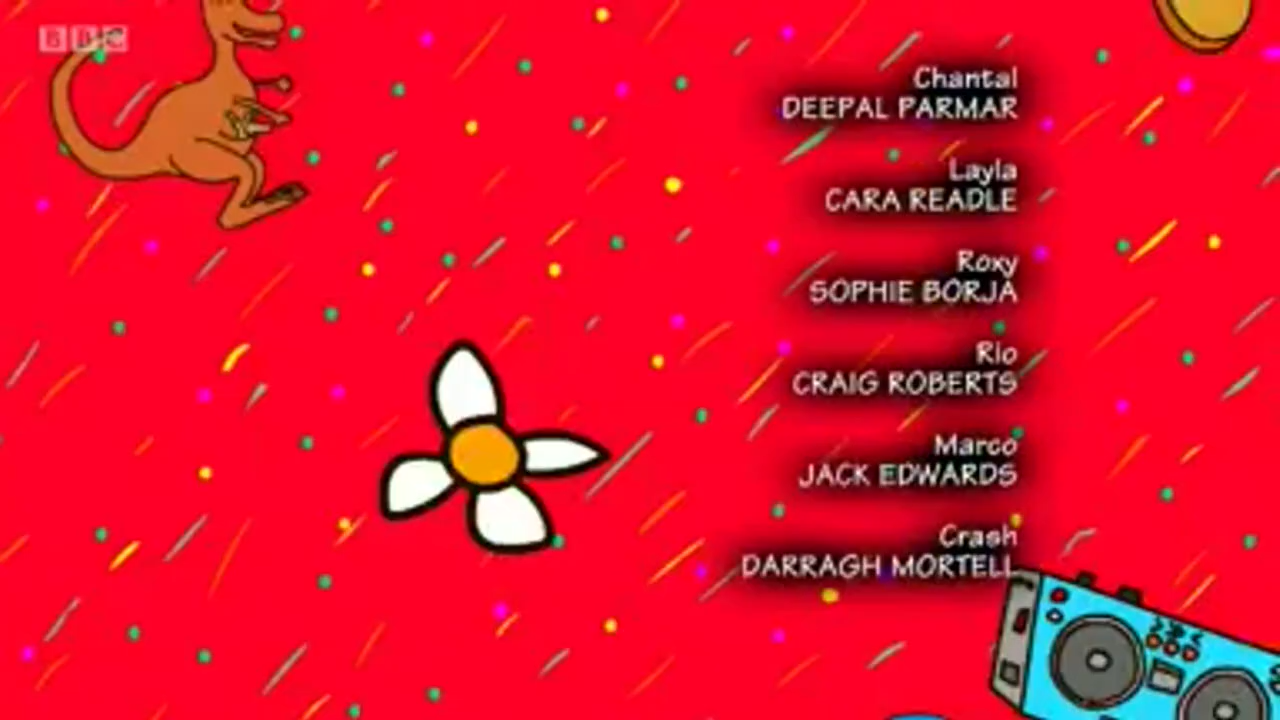 BBC
Chantal
DEEPAL PARMAR
Layla
CARA READLE
Roxy
SOPHIE BORJA
Rio
CRAIG ROBERTS
Marco
JACK EDWARDS
Crash
DARRAGH MORTELL